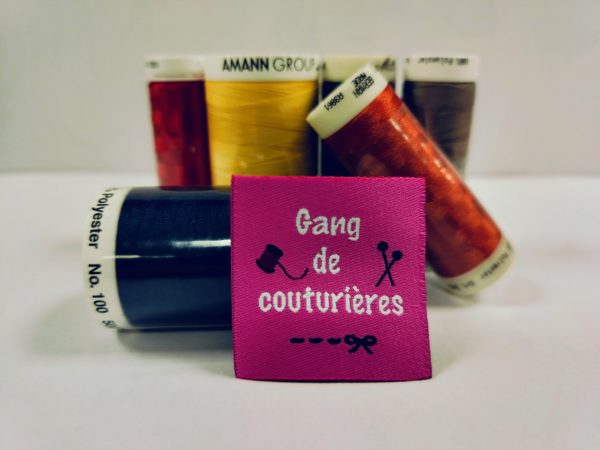 AMANN GROUP
Polyester
No. 100
Gang
de
couturières